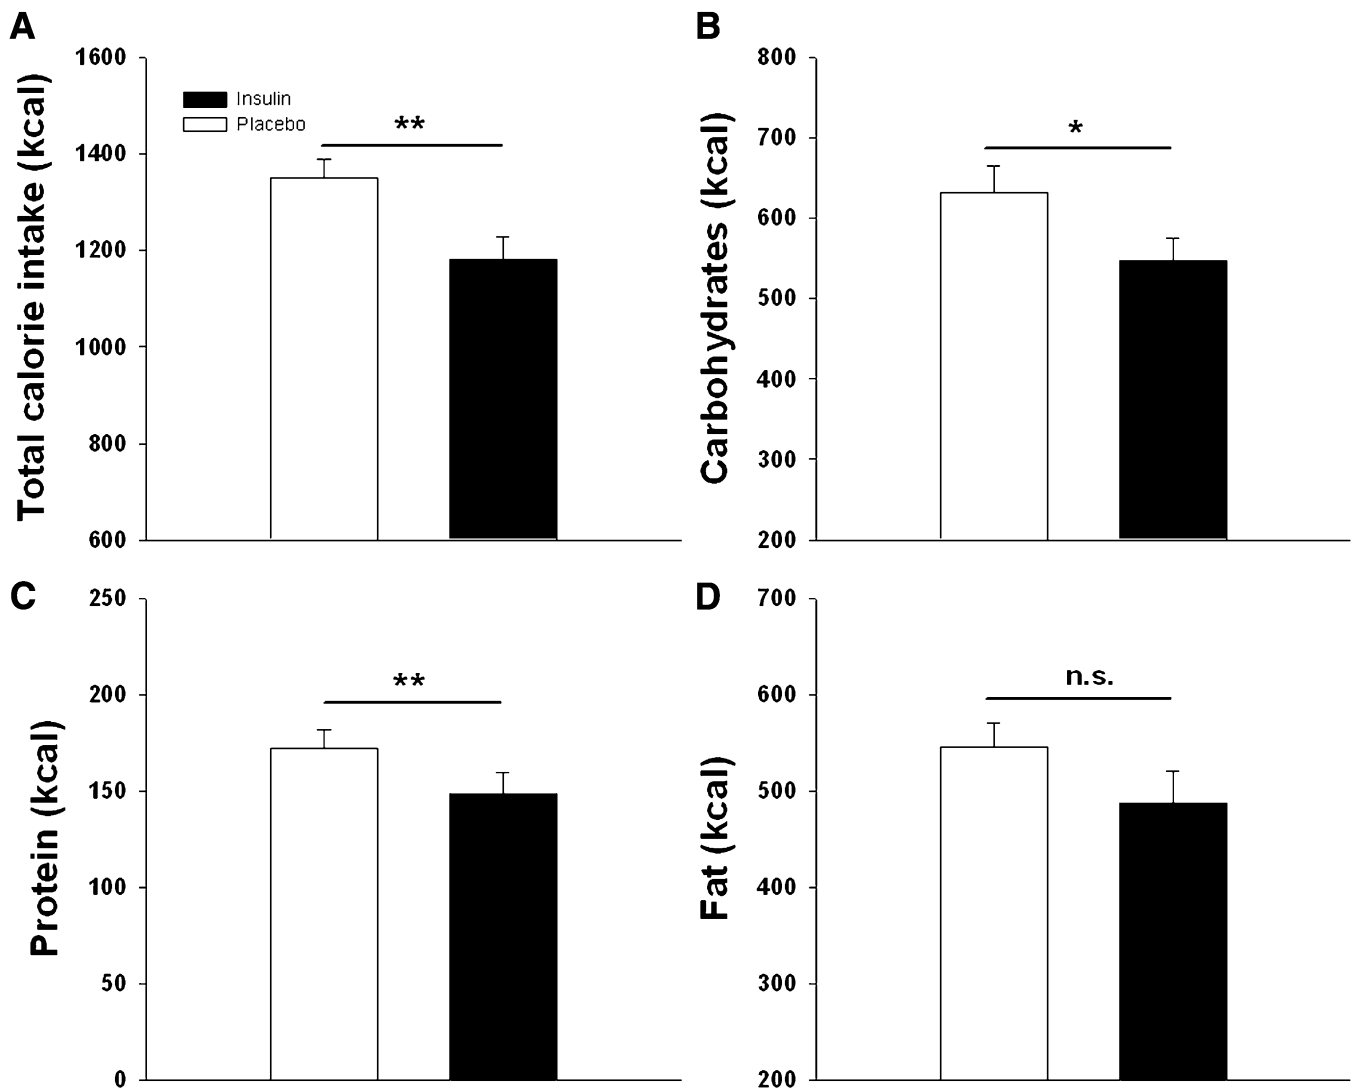 A
Total calorie intake (kcal)
1600
1400
1200
1000
800
600
Insulin
Placebo
**
B
Carbohydrates (kcal)
800
700
600
500
400
300
200
*
C
Protein (kcal)
250
200
150
100
50
0
**
D
Fat (kcal)
700
600
500
400
300
200
n.s.